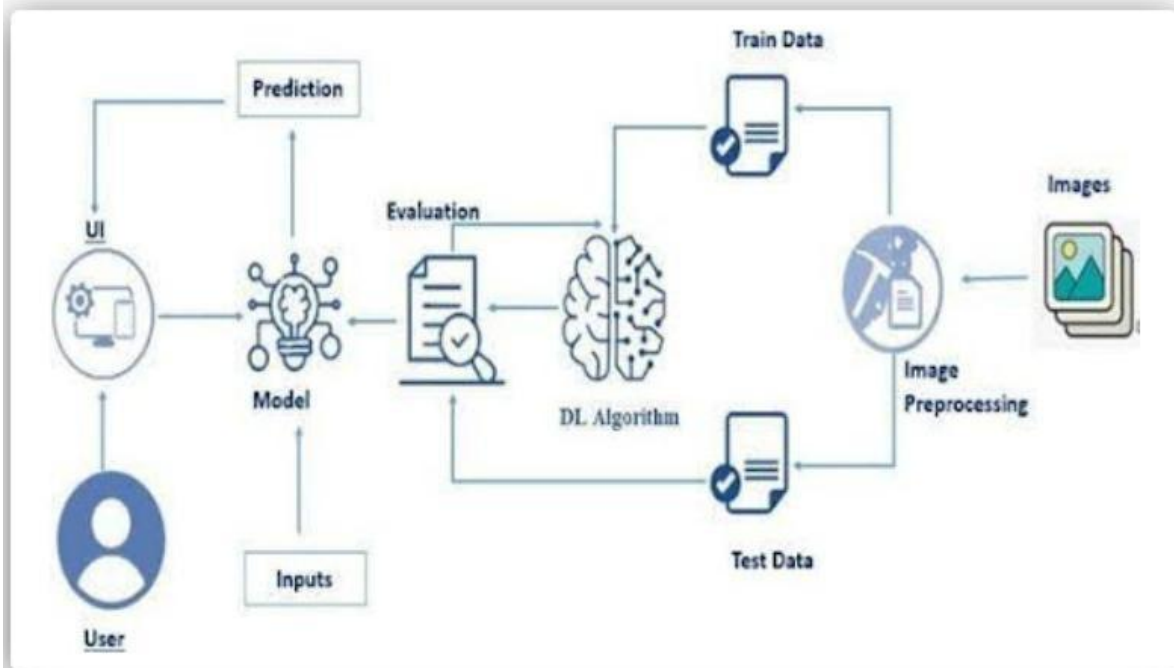 Train Data
Prediction
Images
Evaluation
UI
Image
Preprocessing
Model
DL Algorithm
Test Data
Inputs
User